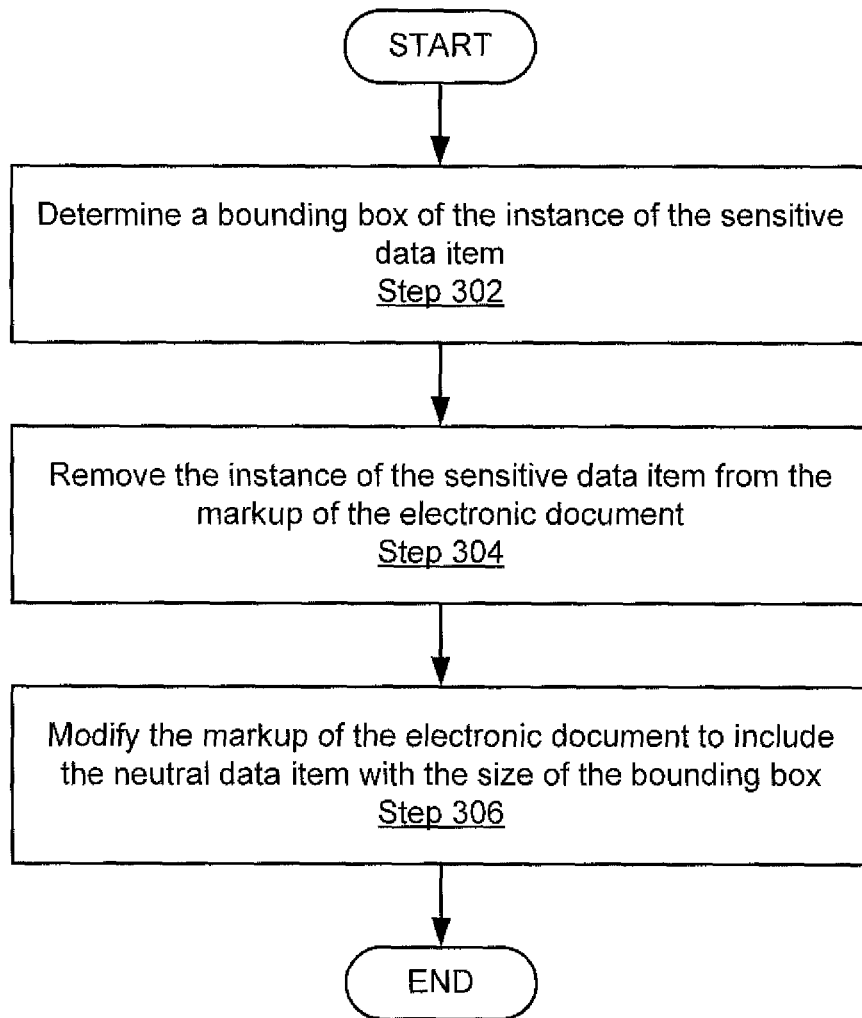 START
Determine a bounding box of the instance of the sensitive
data item
Step 302
Remove the instance of the sensitive data item from the
markup of the electronic document
Step 304
Modify the markup of the electronic document to include
the neutral data item with the size of the bounding box
Step 306
END